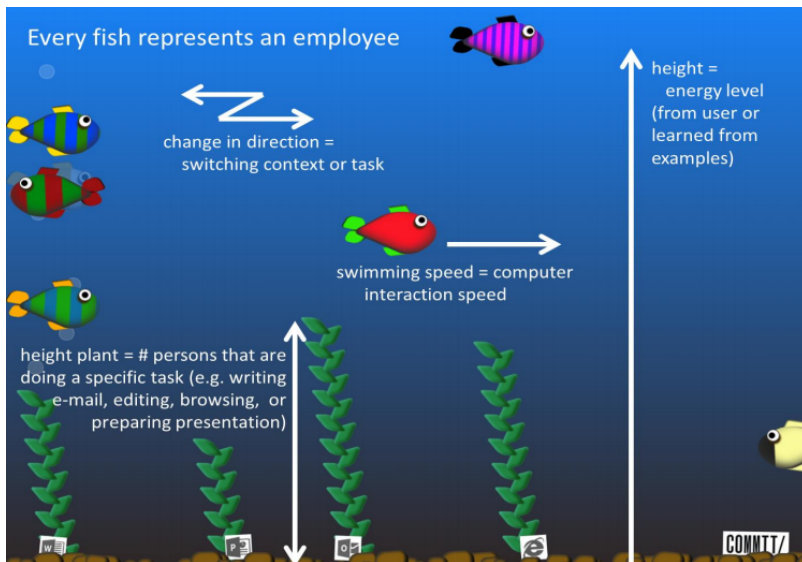 Every fish represents an employee
height =
energy level
(from user or
learned from
examples)
change in direction =
switching context or task
swimming speed = computer
interaction speed
height plant = # persons that are
doing a specific task (e.g. writing
e-mail, editing, browsing, or
preparing presentation)
W
P
O
e
COMMIT/